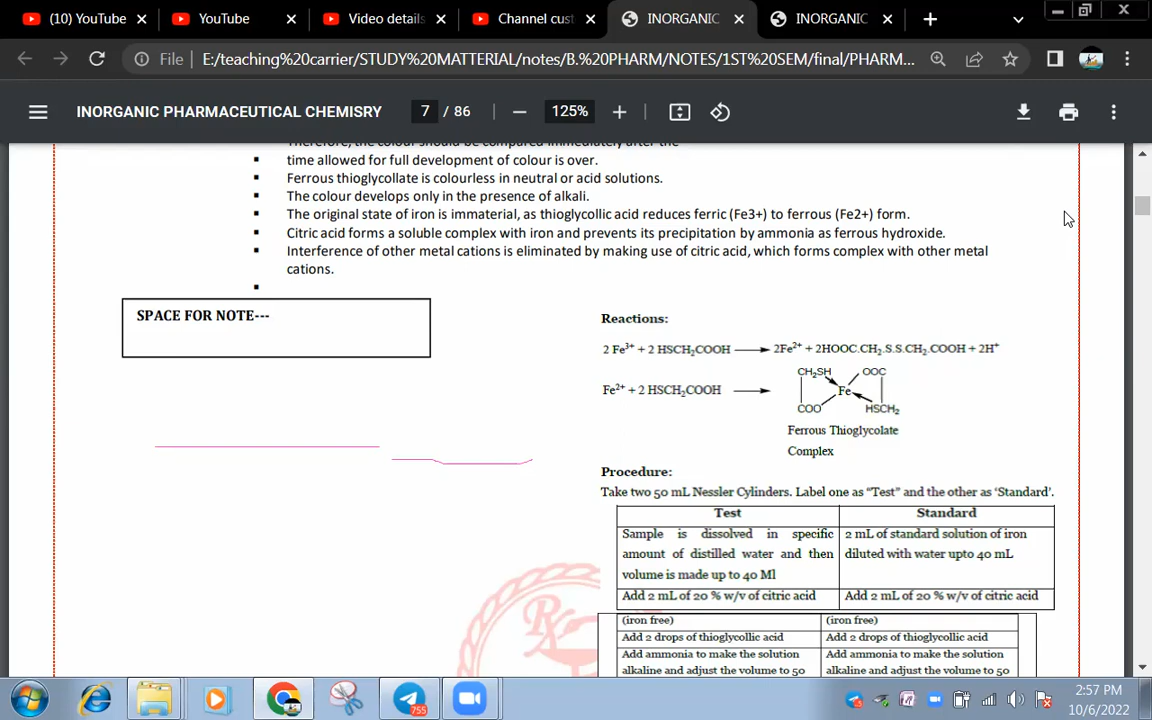 (10) YouTube
YouTube
Video details
Channel cust
INORGANIC
INORGANIC
File
E:/teaching%20carrier/STUDY%20MATTERIAL/notes/B.%20PHARM/NOTES/1ST%20SEM/final/PHARM...
INORGANIC PHARMACEUTICAL CHEMISRY
7 / 86
125%
Therefore, the colour should be compared immediately after the
time allowed for full development of colour is over.
Ferrous thioglycollate is colourless in neutral or acid solutions.
The colour develops only in the presence of alkali.
The original state of iron is immaterial, as thioglycollic acid reduces ferric (Fe3+) to ferrous (Fe2+) form.
Citric acid forms a soluble complex with iron and prevents its precipitation by ammonia as ferrous hydroxide.
Interference of other metal cations is eliminated by making use of citric acid, which forms complex with other metal
cations.
SPACE FOR NOTE---
Reactions:
2 Fe³⁺ + 2 HSCH₂COOH ⟶ 2Fe²⁺ + 2HOOC.CH₂.S.S.CH₂.COOH + 2H⁺
Fe²⁺ + 2 HSCH₂COOH ⟶
CH₂SH OOC
Fe
COO HSCH₂
Ferrous Thioglycolate
Complex
Procedure:
Take two 50 mL Nessler Cylinders. Label one as "Test" and the other as 'Standard'.
Test Standard
Sample is dissolved in specific 2 mL of standard solution of iron
amount of distilled water and then diluted with water upto 40 mL
volume is made up to 40 Ml
Add 2 mL of 20 % w/v of citric acid Add 2 mL of 20 % w/v of citric acid
(iron free) (iron free)
Add 2 drops of thioglycollic acid Add 2 drops of thioglycollic acid
Add ammonia to make the solution Add ammonia to make the solution
alkaline and adjust the volume to 50 alkaline and adjust the volume to 50
Rx
755
2:57 PM
10/6/2022